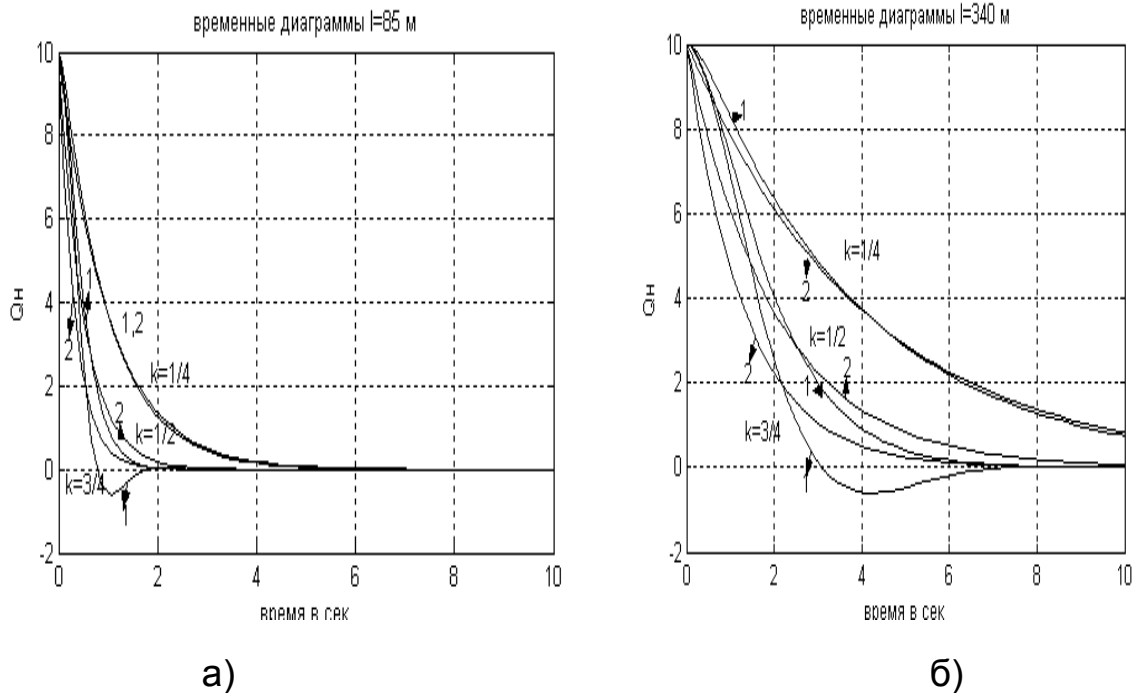 временные диаграммы l=85 м
10
8
6
4
2
0
-2
0 2 4 6 8 10
Qн
время в сек
1
2
1,2
k=1/4
2
k=1/2
k=3/4
1
а)
временные диаграммы l=340 м
10
8
6
4
2
0
-2
0 2 4 6 8 10
Qн
время в сек
1
k=1/4
2
k=1/2
2
2
1
k=3/4
1
б)